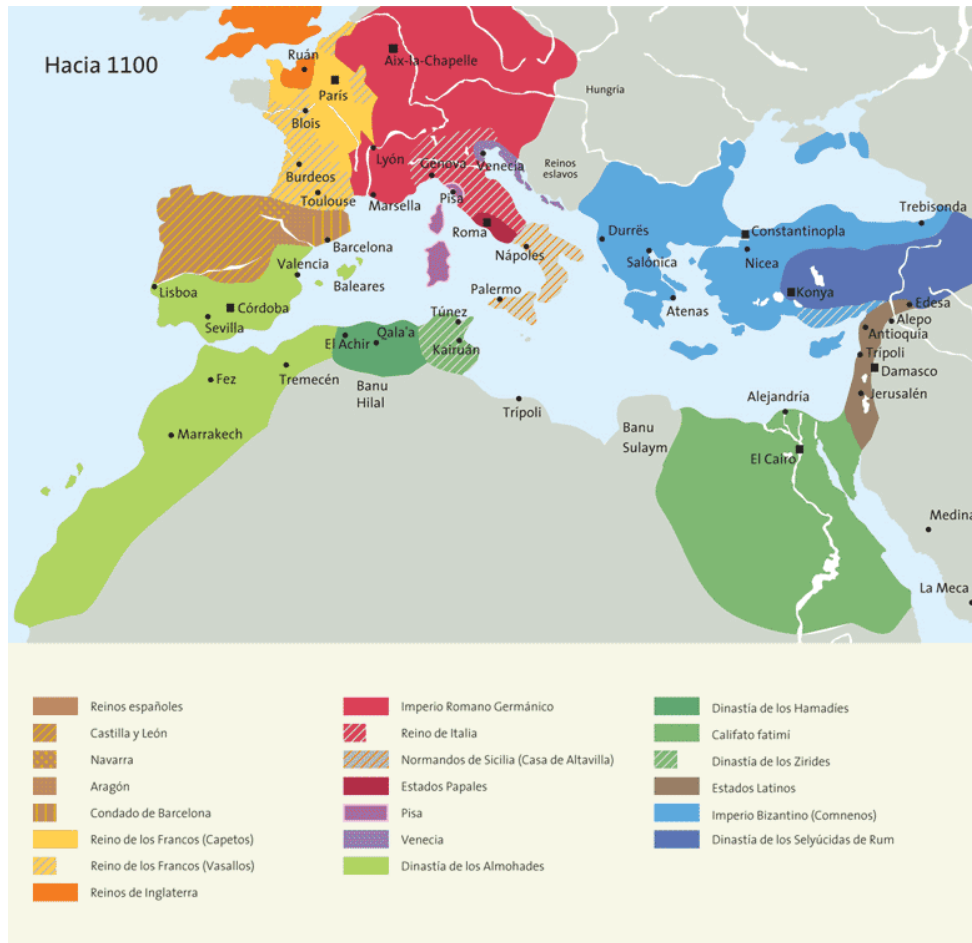 Hacia 1100
Ruán
Aix-la-Chapelle
París
Hungria
Blois
Lyón
Genova
Venecia
Reinos
eslavos
Burdeos
Toulouse
Marsella
Pisa
Trebisonda
Durrës
Constantinopla
Barcelona
Roma
Nápoles
Salónica
Nicea
Valencia
Lisboa
Baleares
Palermo
Konya
Edesa
Córdoba
Túnez
Atenas
Alepo
Sevilla
El Achir
Qala'a
Kairuán
Antioquía
Trípoli
Fez
Tremecén
Banu
Hilal
Damasco
Trípoli
Alejandría
Jerusalén
Marrakech
Banu
Sulaym
El Cairo
Medina
La Meca
Reinos españoles
Castilla y León
Navarra
Aragón
Condado de Barcelona
Reino de los Francos (Capetos)
Reino de los Francos (Vasallos)
Reinos de Inglaterra
Imperio Romano Germánico
Reino de Italia
Normandos de Sicilia (Casa de Altavilla)
Estados Papales
Pisa
Venecia
Dinastía de los Almohades
Dinastía de los Hamadíes
Califato fatimí
Dinastía de los Zirides
Estados Latinos
Imperio Bizantino (Comnenos)
Dinastía de los Selyúcidas de Rum